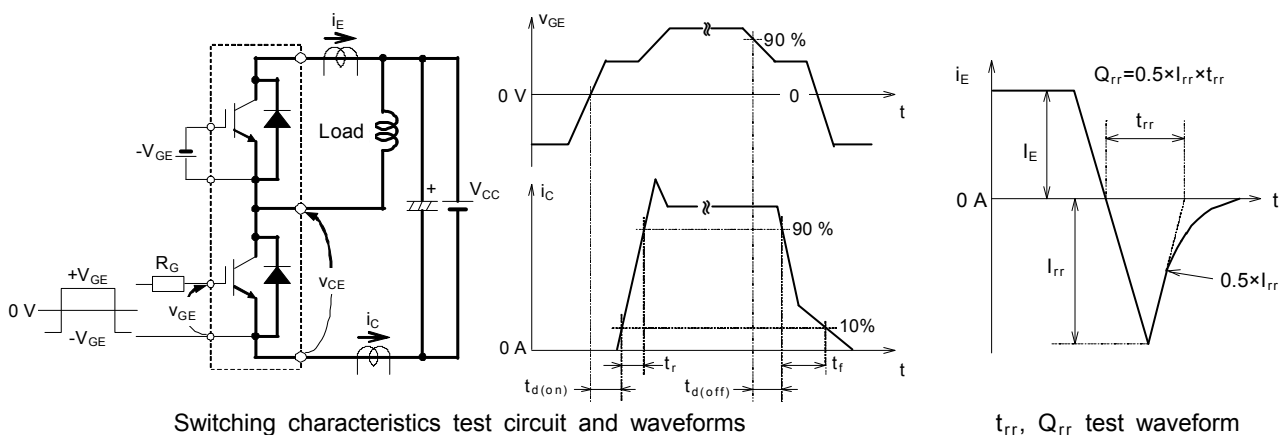 i_E
-V_GE
Load
+
V_CC
R_G
+V_GE
0 V
-V_GE
v_GE
v_CE
i_C
v_GE
90 %
0 V
0
t
i_C
90 %
10%
0 A
t_r
t_f
t
t_d(on)
t_d(off)
Switching characteristics test circuit and waveforms
i_E
Q_rr=0.5×I_rr×t_rr
t_rr
I_E
0 A
t
I_rr
0.5×I_rr
t_rr, Q_rr test waveform